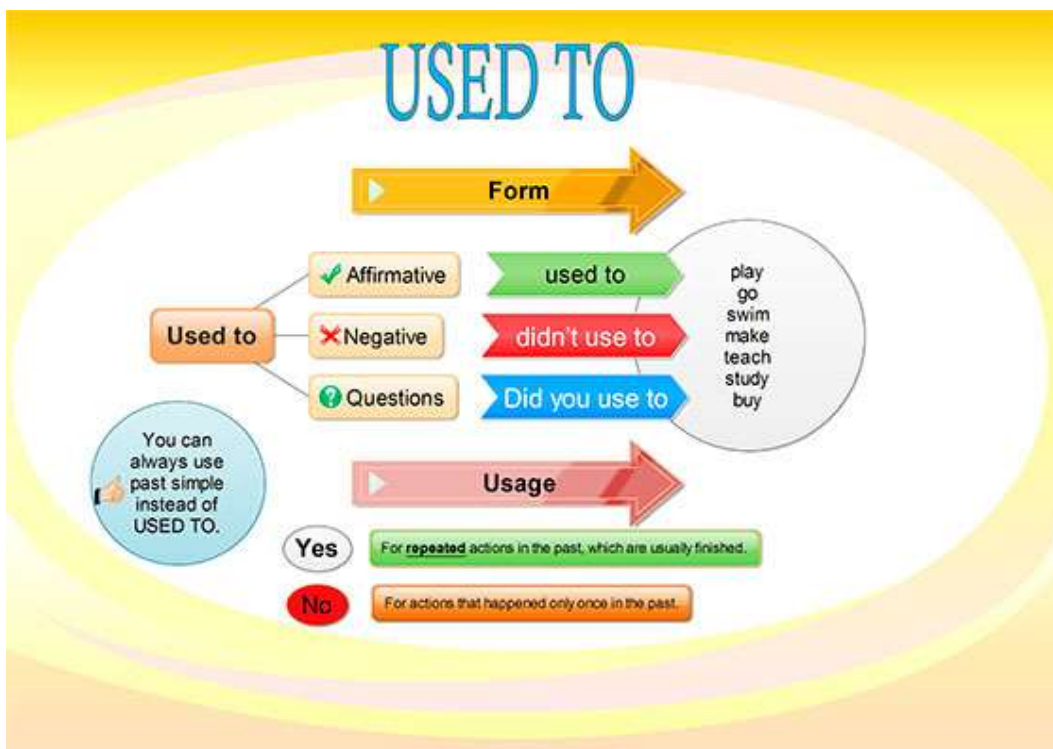 USED TO
Form
Affirmative
used to
Used to
Negative
didn't use to
Questions
Did you use to
play
go
swim
make
teach
study
buy
You can
always use
past simple
instead of
USED TO.
Usage
Yes
For repeated actions in the past, which are usually finished.
No
For actions that happened only once in the past.